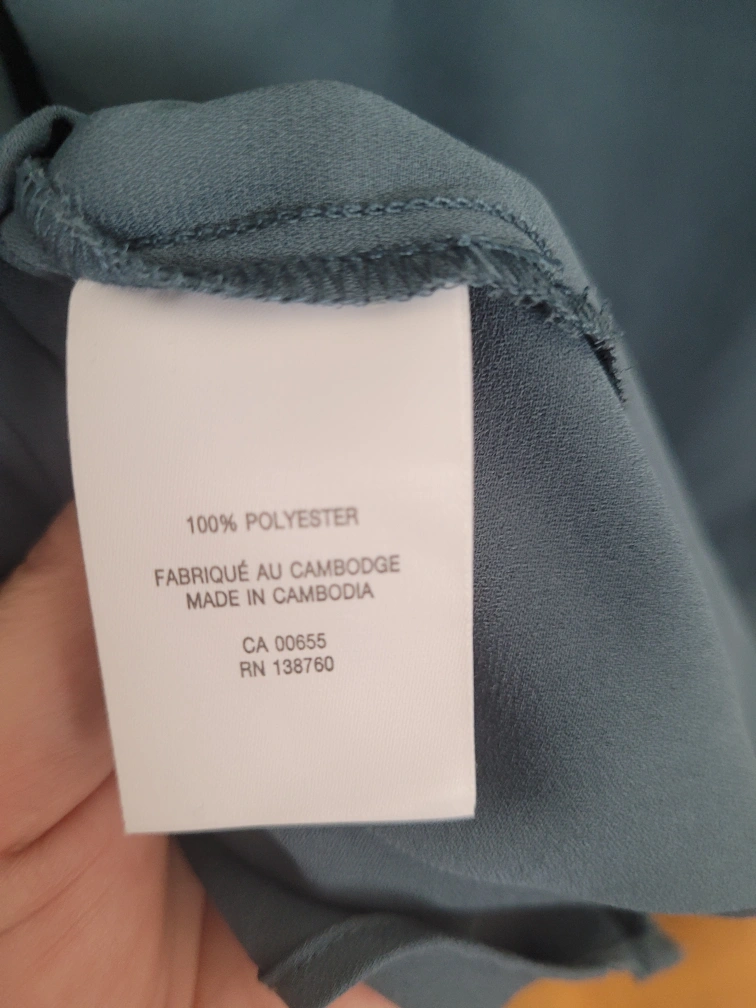 100% POLYESTER
FABRIQUÉ AU CAMBODGE
MADE IN CAMBODIA
CA 00655
RN 138760